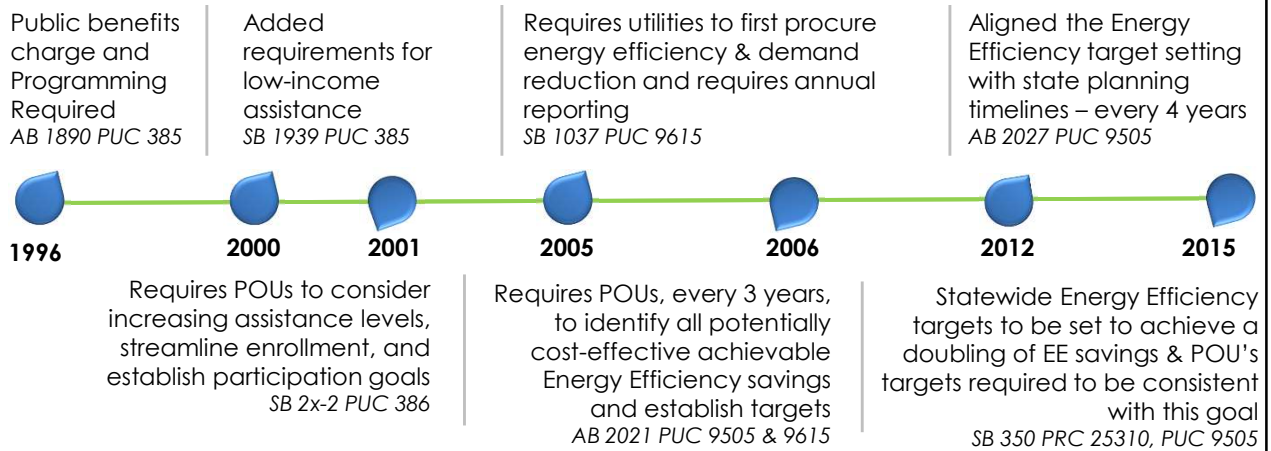 Public benefits
charge and
Programming
Required
AB 1890 PUC 385
Added
requirements for
low-income
assistance
SB 1939 PUC 385
Requires utilities to first procure
energy efficiency & demand
reduction and requires annual
reporting
SB 1037 PUC 9615
Aligned the Energy
Efficiency target setting
with state planning
timelines – every 4 years
AB 2027 PUC 9505
1996
2000
2001
2005
2006
2012
2015
Requires POUs to consider
increasing assistance levels,
streamline enrollment, and
establish participation goals
SB 2x-2 PUC 386
Requires POUs, every 3 years,
to identify all potentially
cost-effective achievable
Energy Efficiency savings
and establish targets
AB 2021 PUC 9505 & 9615
Statewide Energy Efficiency
targets to be set to achieve a
doubling of EE savings & POU's
targets required to be consistent
with this goal
SB 350 PRC 25310, PUC 9505